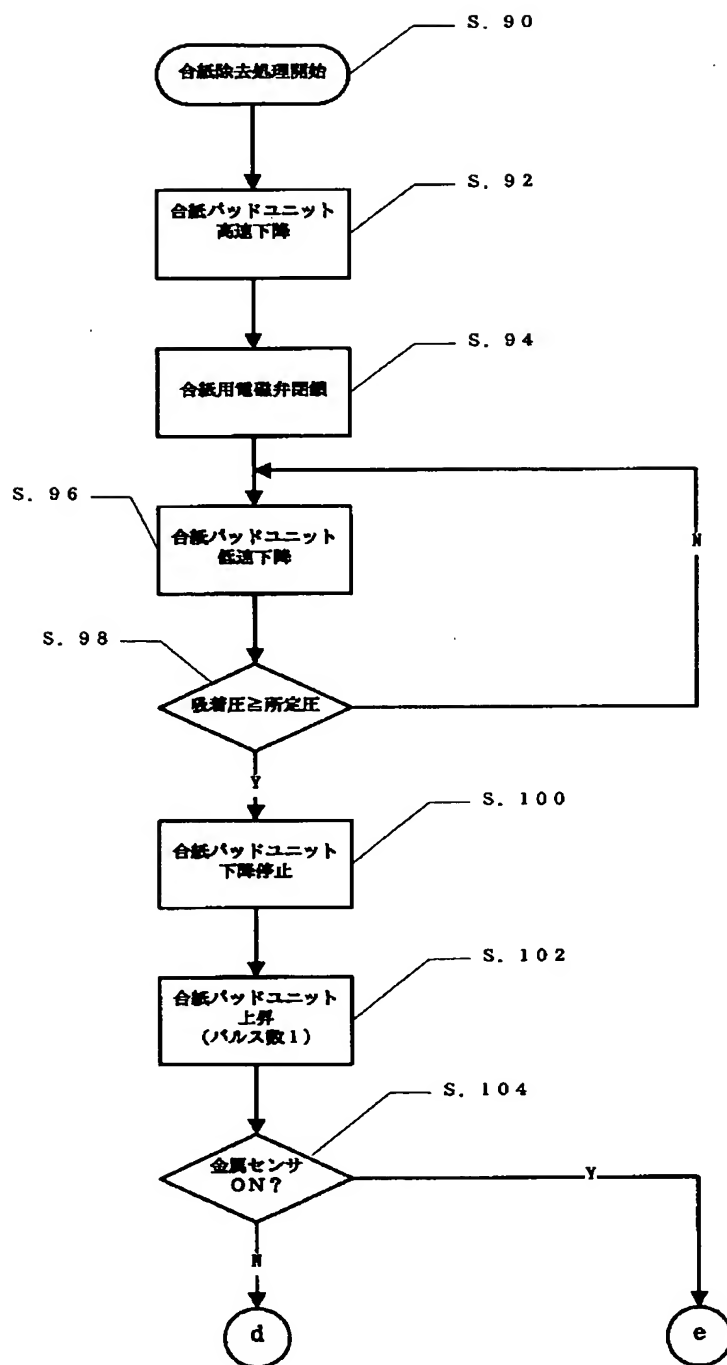 S. 90
合紙除去処理開始
S. 92
合紙パッドユニット
高速下降
S. 94
合紙用電磁弁閉鎖
S. 96
合紙パッドユニット
低速下降
N
S. 98
吸着圧≧所定圧
Y
S. 100
合紙パッドユニット
下降停止
S. 102
合紙パッドユニット
上昇
(パルス数1)
S. 104
金属センサ
ON?
Y
N
d
e